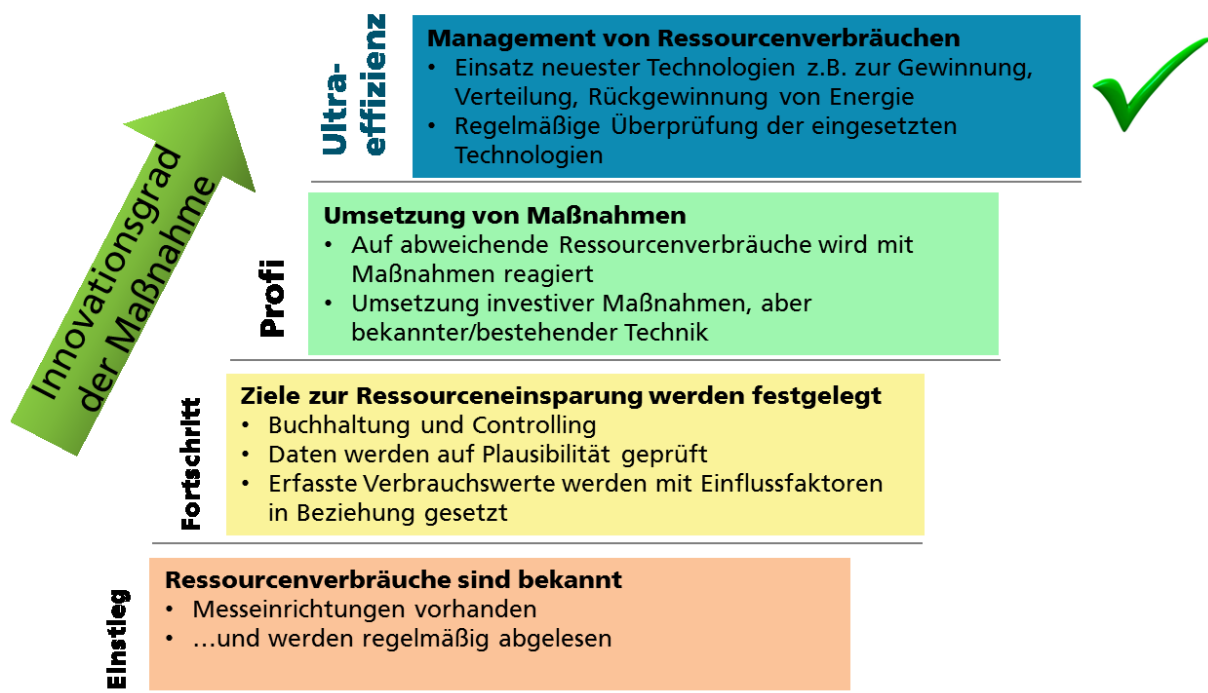 Innovationsgrad
der Maßnahme
Ultra-
effizienz
Management von Ressourcenverbräuchen
• Einsatz neuester Technologien z.B. zur Gewinnung,
Verteilung, Rückgewinnung von Energie
• Regelmäßige Überprüfung der eingesetzten
Technologien
Profi
Umsetzung von Maßnahmen
• Auf abweichende Ressourcenverbräuche wird mit
Maßnahmen reagiert
• Umsetzung investiver Maßnahmen, aber
bekannter/bestehender Technik
Fortschritt
Ziele zur Ressourceneinsparung werden festgelegt
• Buchhaltung und Controlling
• Daten werden auf Plausibilität geprüft
• Erfasste Verbrauchswerte werden mit Einflussfaktoren
in Beziehung gesetzt
Einstieg
Ressourcenverbräuche sind bekannt
• Messeinrichtungen vorhanden
• …und werden regelmäßig abgelesen